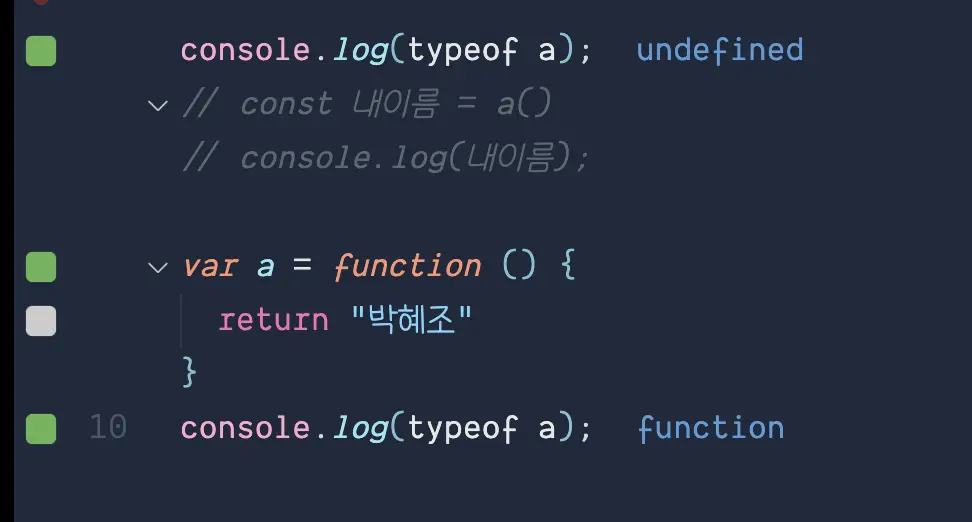 console.log(typeof a); undefined
// const 내이름 = a()
// console.log(내이름);
var a = function () {
return "박혜조"
}
10 console.log(typeof a); function